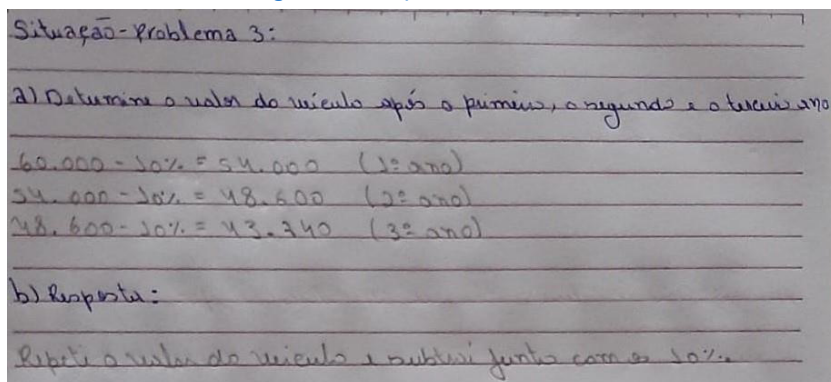 Situação-Problema 3:
a) Determine o valor do veículo após o primeiro, o segundo e o terceiro ano
60.000 - 10% = 54.000 (1º ano)
54.000 - 10% = 48.600 (2º ano)
48.600 - 10% = 43.740 (3º ano)
b) Resposta:
Repeti o valor do veiculo e subtrai junto com os 10%.